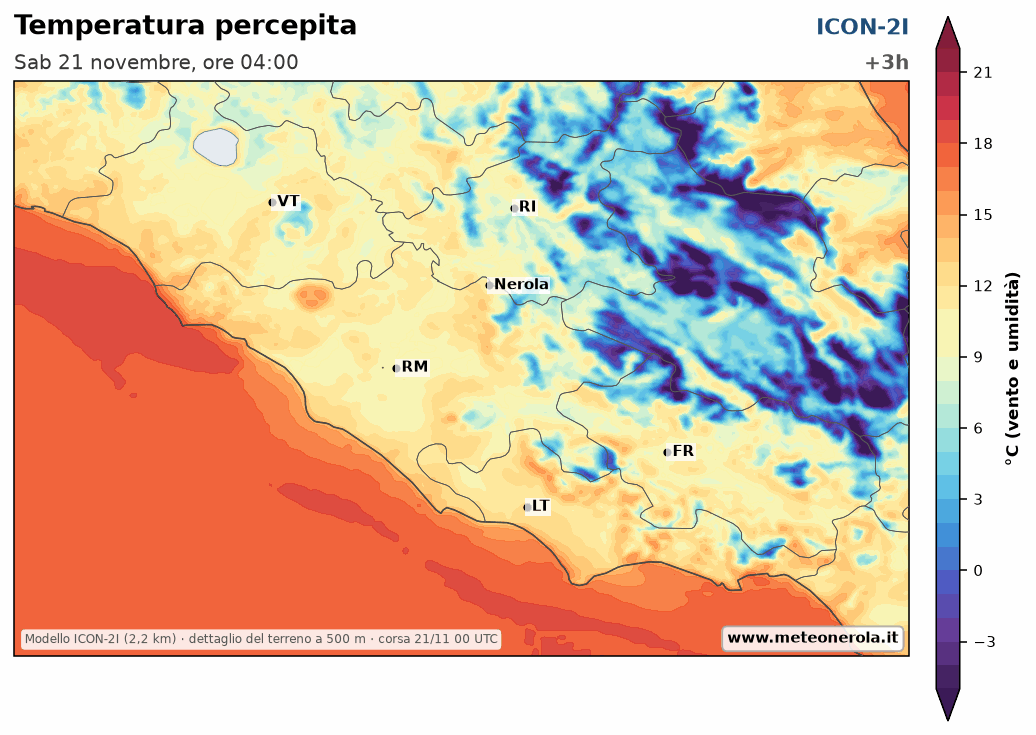 Temperatura percepita
ICON-2I
Sab 21 novembre, ore 04:00
+3h
VT
RI
Nerola
RM
FR
LT
Modello ICON-2I (2,2 km) · dettaglio del terreno a 500 m · corsa 21/11 00 UTC
www.meteonerola.it
21
18
15
12
9
6
3
0
−3
°C (vento e umidità)